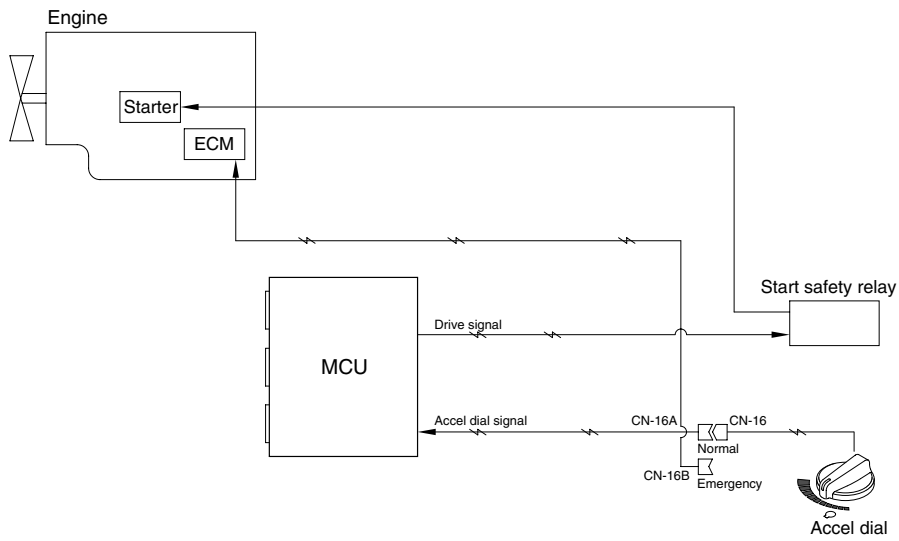 Engine
Starter
ECM
Start safety relay
Drive signal
MCU
Accel dial signal
CN-16A
CN-16
Normal
CN-16B
Emergency
Accel dial